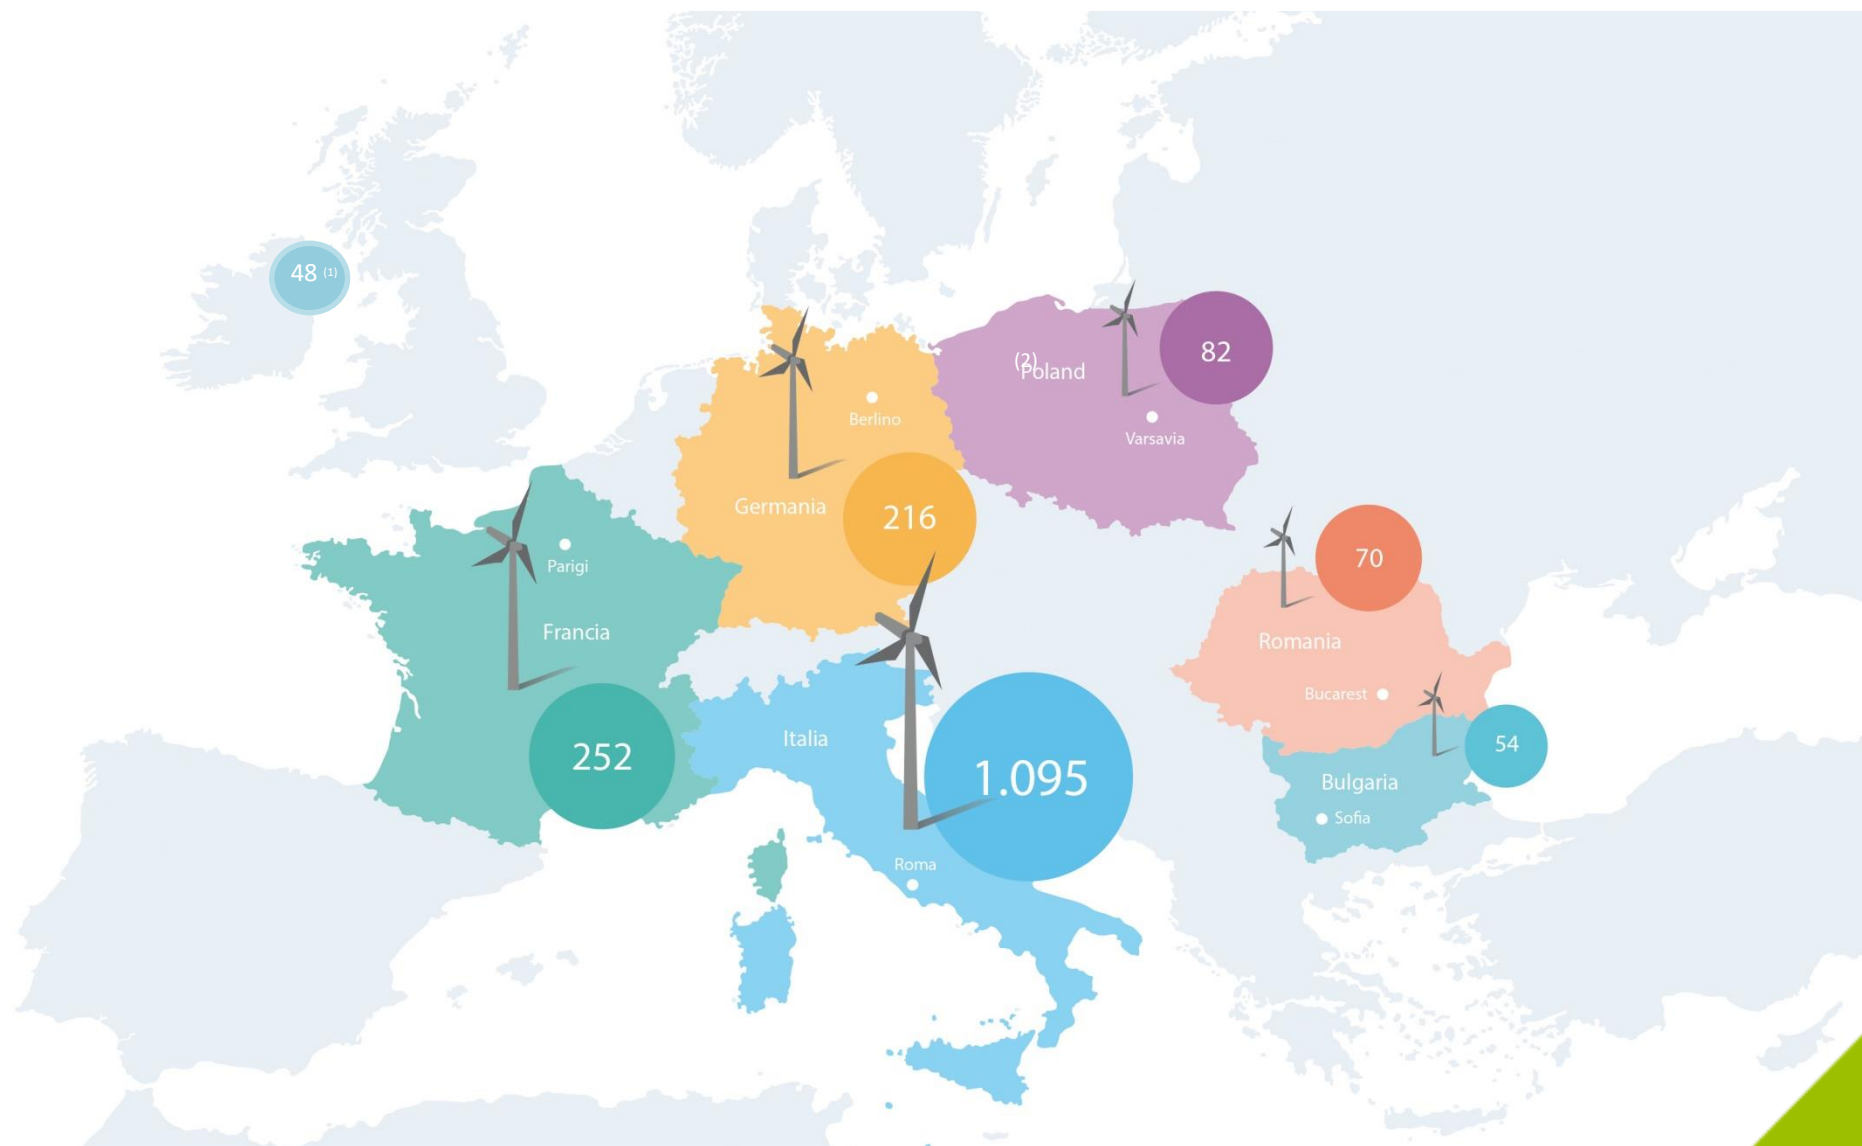 48 (1)
(2)
Poland
82
Varsavia
Berlino
Germania
216
Parigi
Francia
252
70
Romania
Bucarest
54
Bulgaria
Sofia
Italia
1.095
Roma